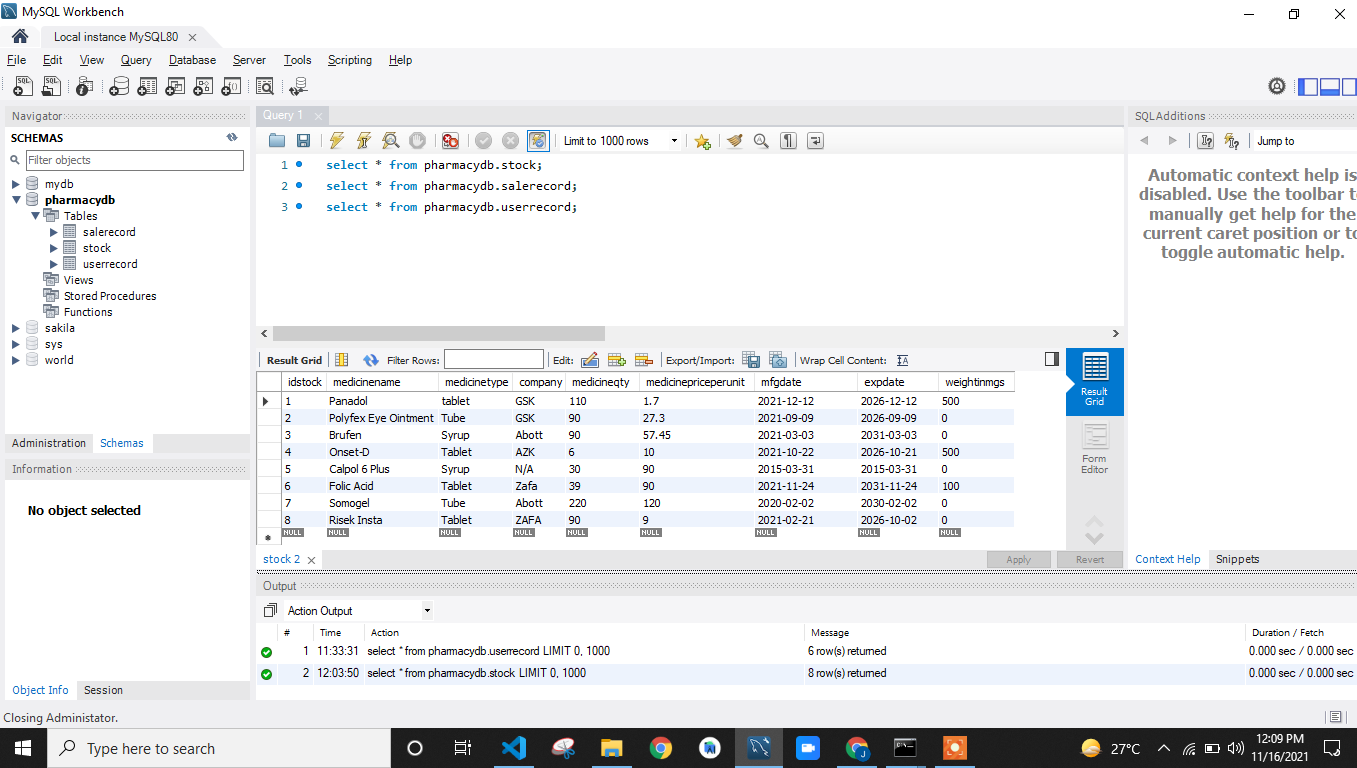 MySQL Workbench
Local instance MySQL80
File Edit View Query Database Server Tools Scripting Help
Navigator
SCHEMAS
Filter objects
mydb
pharmacydb
Tables
salerecord
stock
userrecord
Views
Stored Procedures
Functions
sakila
sys
world
Administration Schemas
Information
No object selected
Object Info Session
Query 1
Limit to 1000 rows
1 select * from pharmacydb.stock;
2 select * from pharmacydb.salerecord;
3 select * from pharmacydb.userrecord;
Result Grid Filter Rows: Edit: Export/Import: Wrap Cell Content:
idstock medicinename medicinetype company medicineqty medicinepriceperunit mfgdate expdate weightinmgs
1 Panadol tablet GSK 110 1.7 2021-12-12 2026-12-12 500
2 Polyfex Eye Ointment Tube GSK 90 27.3 2021-09-09 2026-09-09 0
3 Brufen Syrup Abott 90 57.45 2021-03-03 2031-03-03 0
4 Onset-D Tablet AZK 6 10 2021-10-22 2026-10-21 500
5 Calpol 6 Plus Syrup N/A 30 90 2015-03-31 2015-03-31 0
6 Folic Acid Tablet Zafa 39 90 2021-11-24 2031-11-24 100
7 Somogel Tube Abott 220 120 2020-02-02 2030-02-02 0
8 Risek Insta Tablet ZAFA 90 9 2021-02-21 2026-10-02 0
NULL NULL NULL NULL NULL NULL NULL NULL NULL
Result
Grid
Form
Editor
stock 2
Apply Revert
SQLAdditions
Jump to
Automatic context help is
disabled. Use the toolbar to
manually get help for the
current caret position or to
toggle automatic help.
Context Help Snippets
Output
Action Output
# Time Action Message Duration / Fetch
1 11:33:31 select * from pharmacydb.userrecord LIMIT 0, 1000 6 row(s) returned 0.000 sec / 0.000 sec
2 12:03:50 select * from pharmacydb.stock LIMIT 0, 1000 8 row(s) returned 0.000 sec / 0.000 sec
Closing Administator.
Type here to search
27°C
12:09 PM
11/16/2021